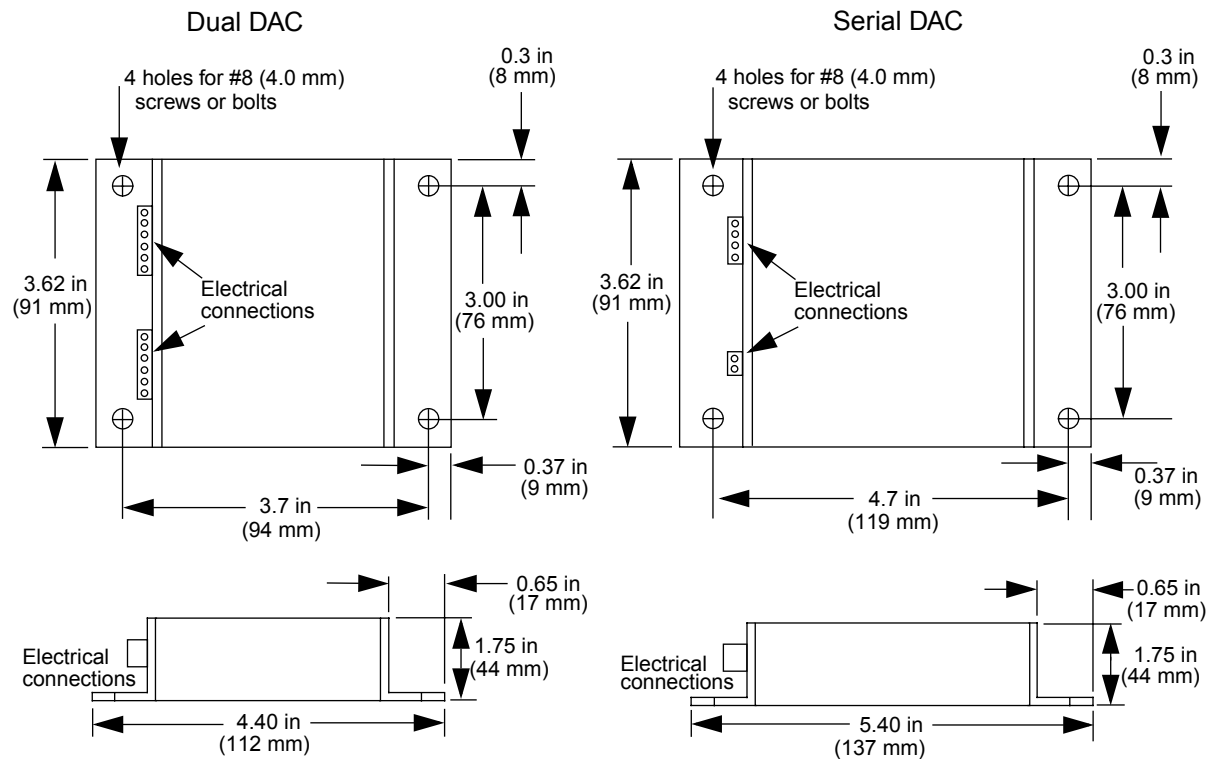 Dual DAC
4 holes for #8 (4.0 mm)
screws or bolts
0.3 in
(8 mm)
3.62 in
(91 mm)
Electrical
connections
3.00 in
(76 mm)
0.37 in
(9 mm)
3.7 in
(94 mm)
0.65 in
(17 mm)
Electrical
connections
1.75 in
(44 mm)
4.40 in
(112 mm)
Serial DAC
4 holes for #8 (4.0 mm)
screws or bolts
0.3 in
(8 mm)
3.62 in
(91 mm)
Electrical
connections
3.00 in
(76 mm)
0.37 in
(9 mm)
4.7 in
(119 mm)
0.65 in
(17 mm)
Electrical
connections
1.75 in
(44 mm)
5.40 in
(137 mm)